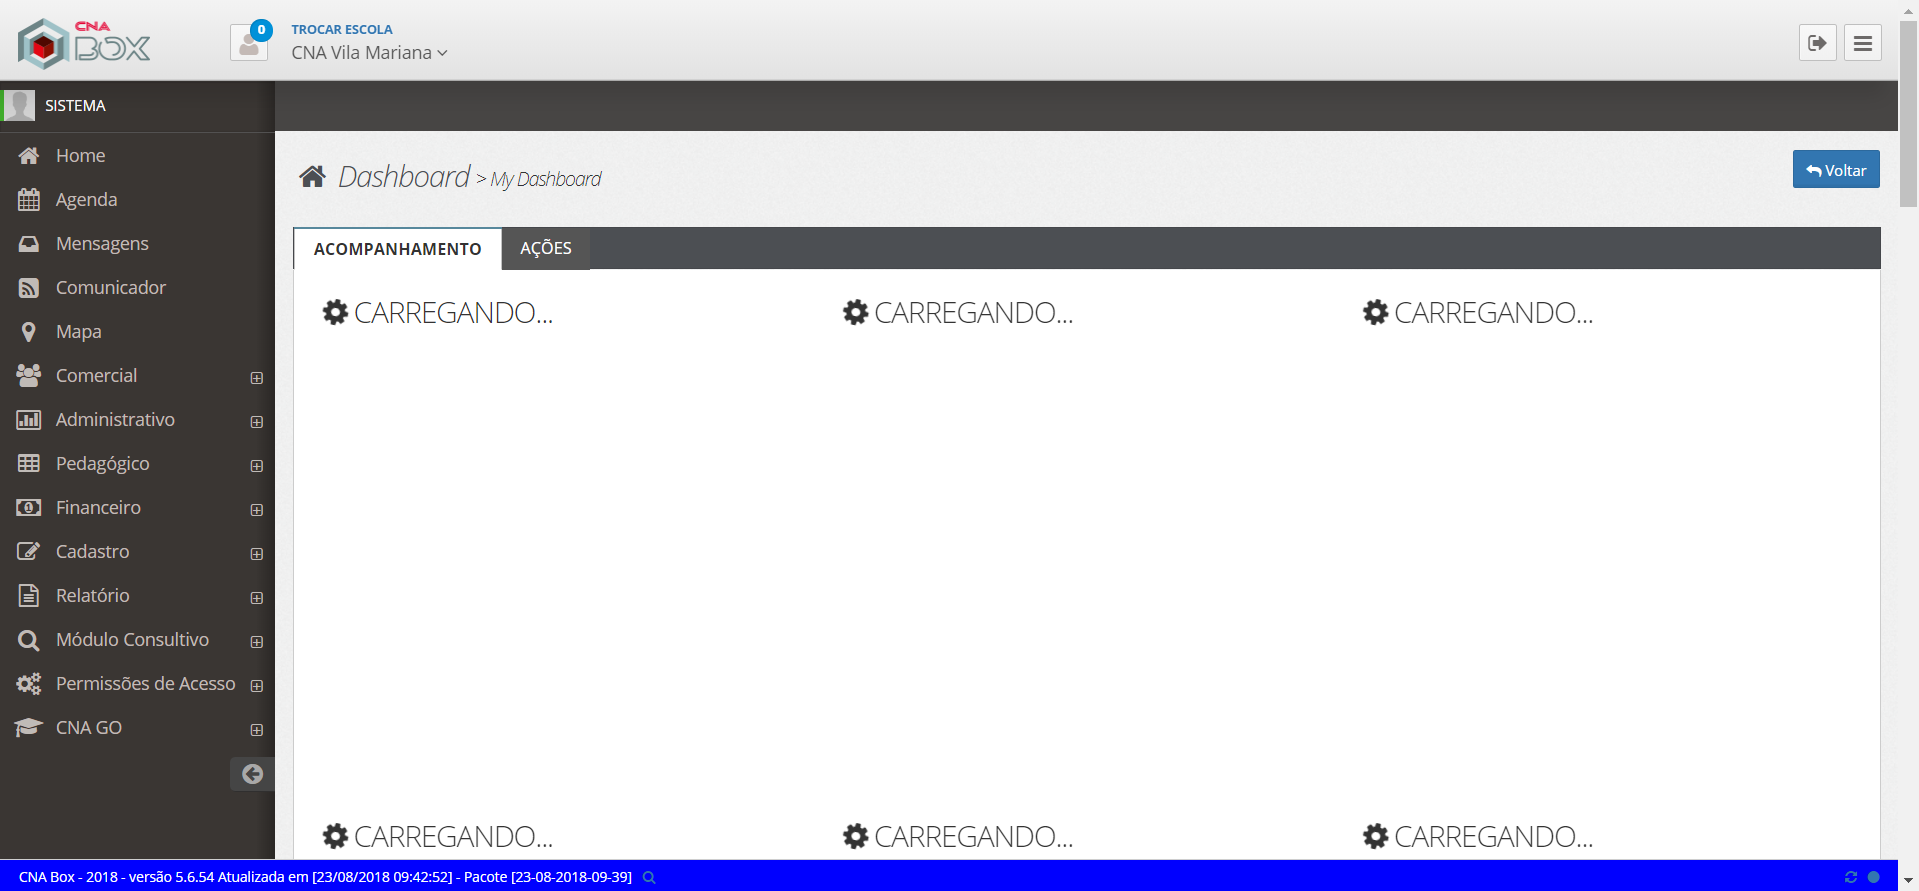 CNA
BOX
0
TROCAR ESCOLA
CNA Vila Mariana
SISTEMA
Home
Agenda
Mensagens
Comunicador
Mapa
Comercial
Administrativo
Pedagógico
Financeiro
Cadastro
Relatório
Módulo Consultivo
Permissões de Acesso
CNA GO
Dashboard > My Dashboard
Voltar
ACOMPANHAMENTO
AÇÕES
CARREGANDO...
CARREGANDO...
CARREGANDO...
CARREGANDO...
CARREGANDO...
CARREGANDO...
CNA Box - 2018 - versão 5.6.54 Atualizada em [23/08/2018 09:42:52] - Pacote [23-08-2018-09-39]